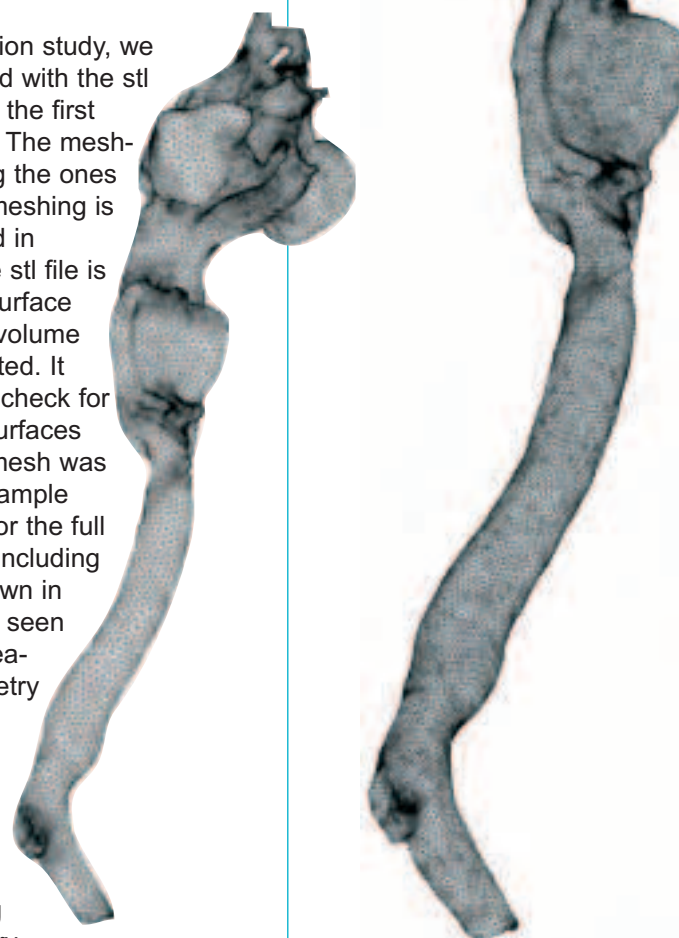 ion study, we
d with the stl
the first
The mesh-
g the ones
meshing is
d in
e stl file is
urface
volume
ted. It
check for
urfaces
mesh was
ample
or the full
including
wn in
seen
ea-
etry